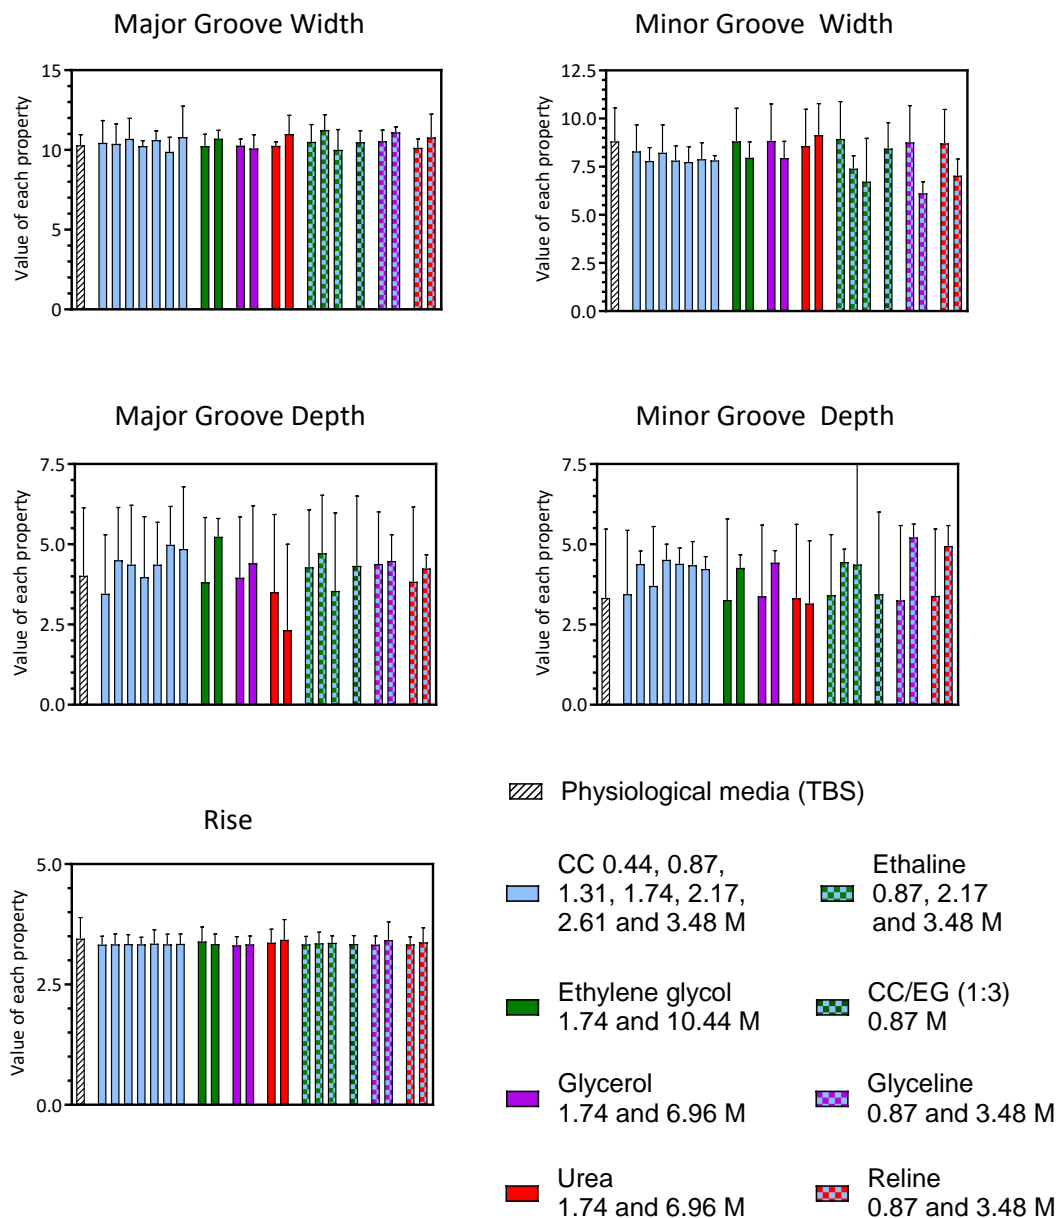 Major Groove Width
Value of each property
15
10
5
0
Minor Groove  Width
Value of each property
12.5
10.0
7.5
5.0
2.5
0.0
Major Groove Depth
Value of each property
7.5
5.0
2.5
0.0
Minor Groove  Depth
Value of each property
7.5
5.0
2.5
0.0
Rise
Value of each property
5.0
2.5
0.0
Physiological media (TBS)
CC 0.44, 0.87,
1.31, 1.74, 2.17,
2.61 and 3.48 M
Ethaline
0.87, 2.17
and 3.48 M
Ethylene glycol
1.74 and 10.44 M
CC/EG (1:3)
0.87 M
Glycerol
1.74 and 6.96 M
Glyceline
0.87 and 3.48 M
Urea
1.74 and 6.96 M
Reline
0.87 and 3.48 M